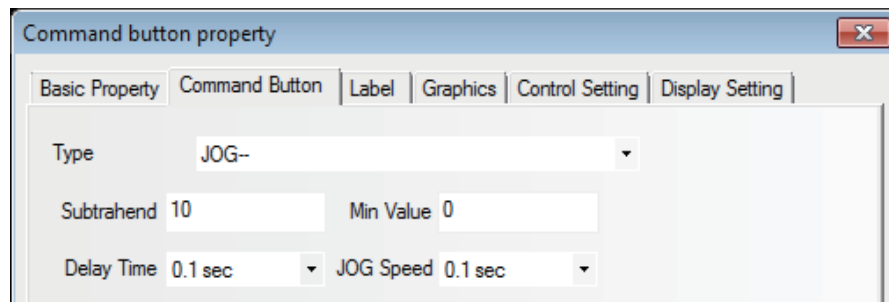 Command button property
Basic Property Command Button Label Graphics Control Setting Display Setting
Type JOG--
Subtrahend 10 Min Value 0
Delay Time 0.1 sec JOG Speed 0.1 sec